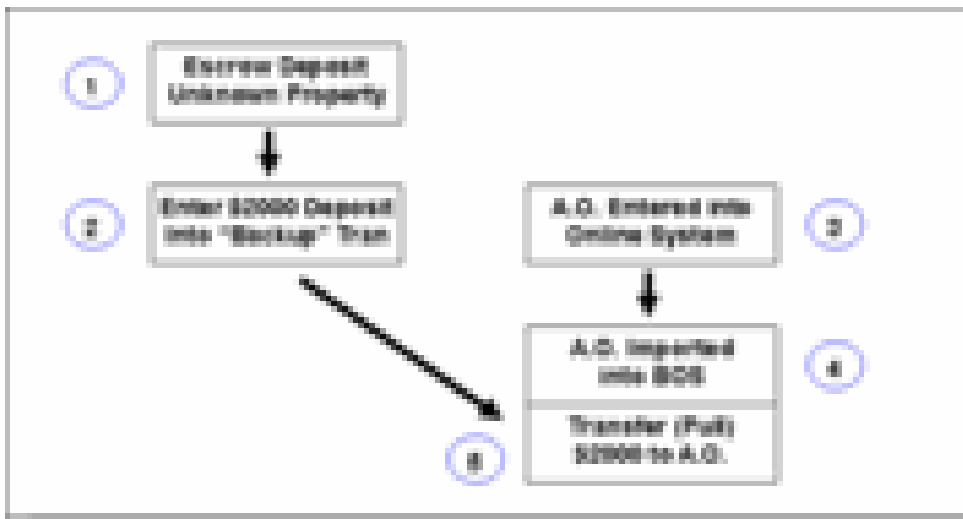 1
Escrow Deposit
Unknown Property
2
Enter $2000 Deposit
Into "Backup" Tran
A.O. Entered into
Online System
3
A.O. Imported
into BOS
4
Transfer (Pull)
$2000 to A.O.
5